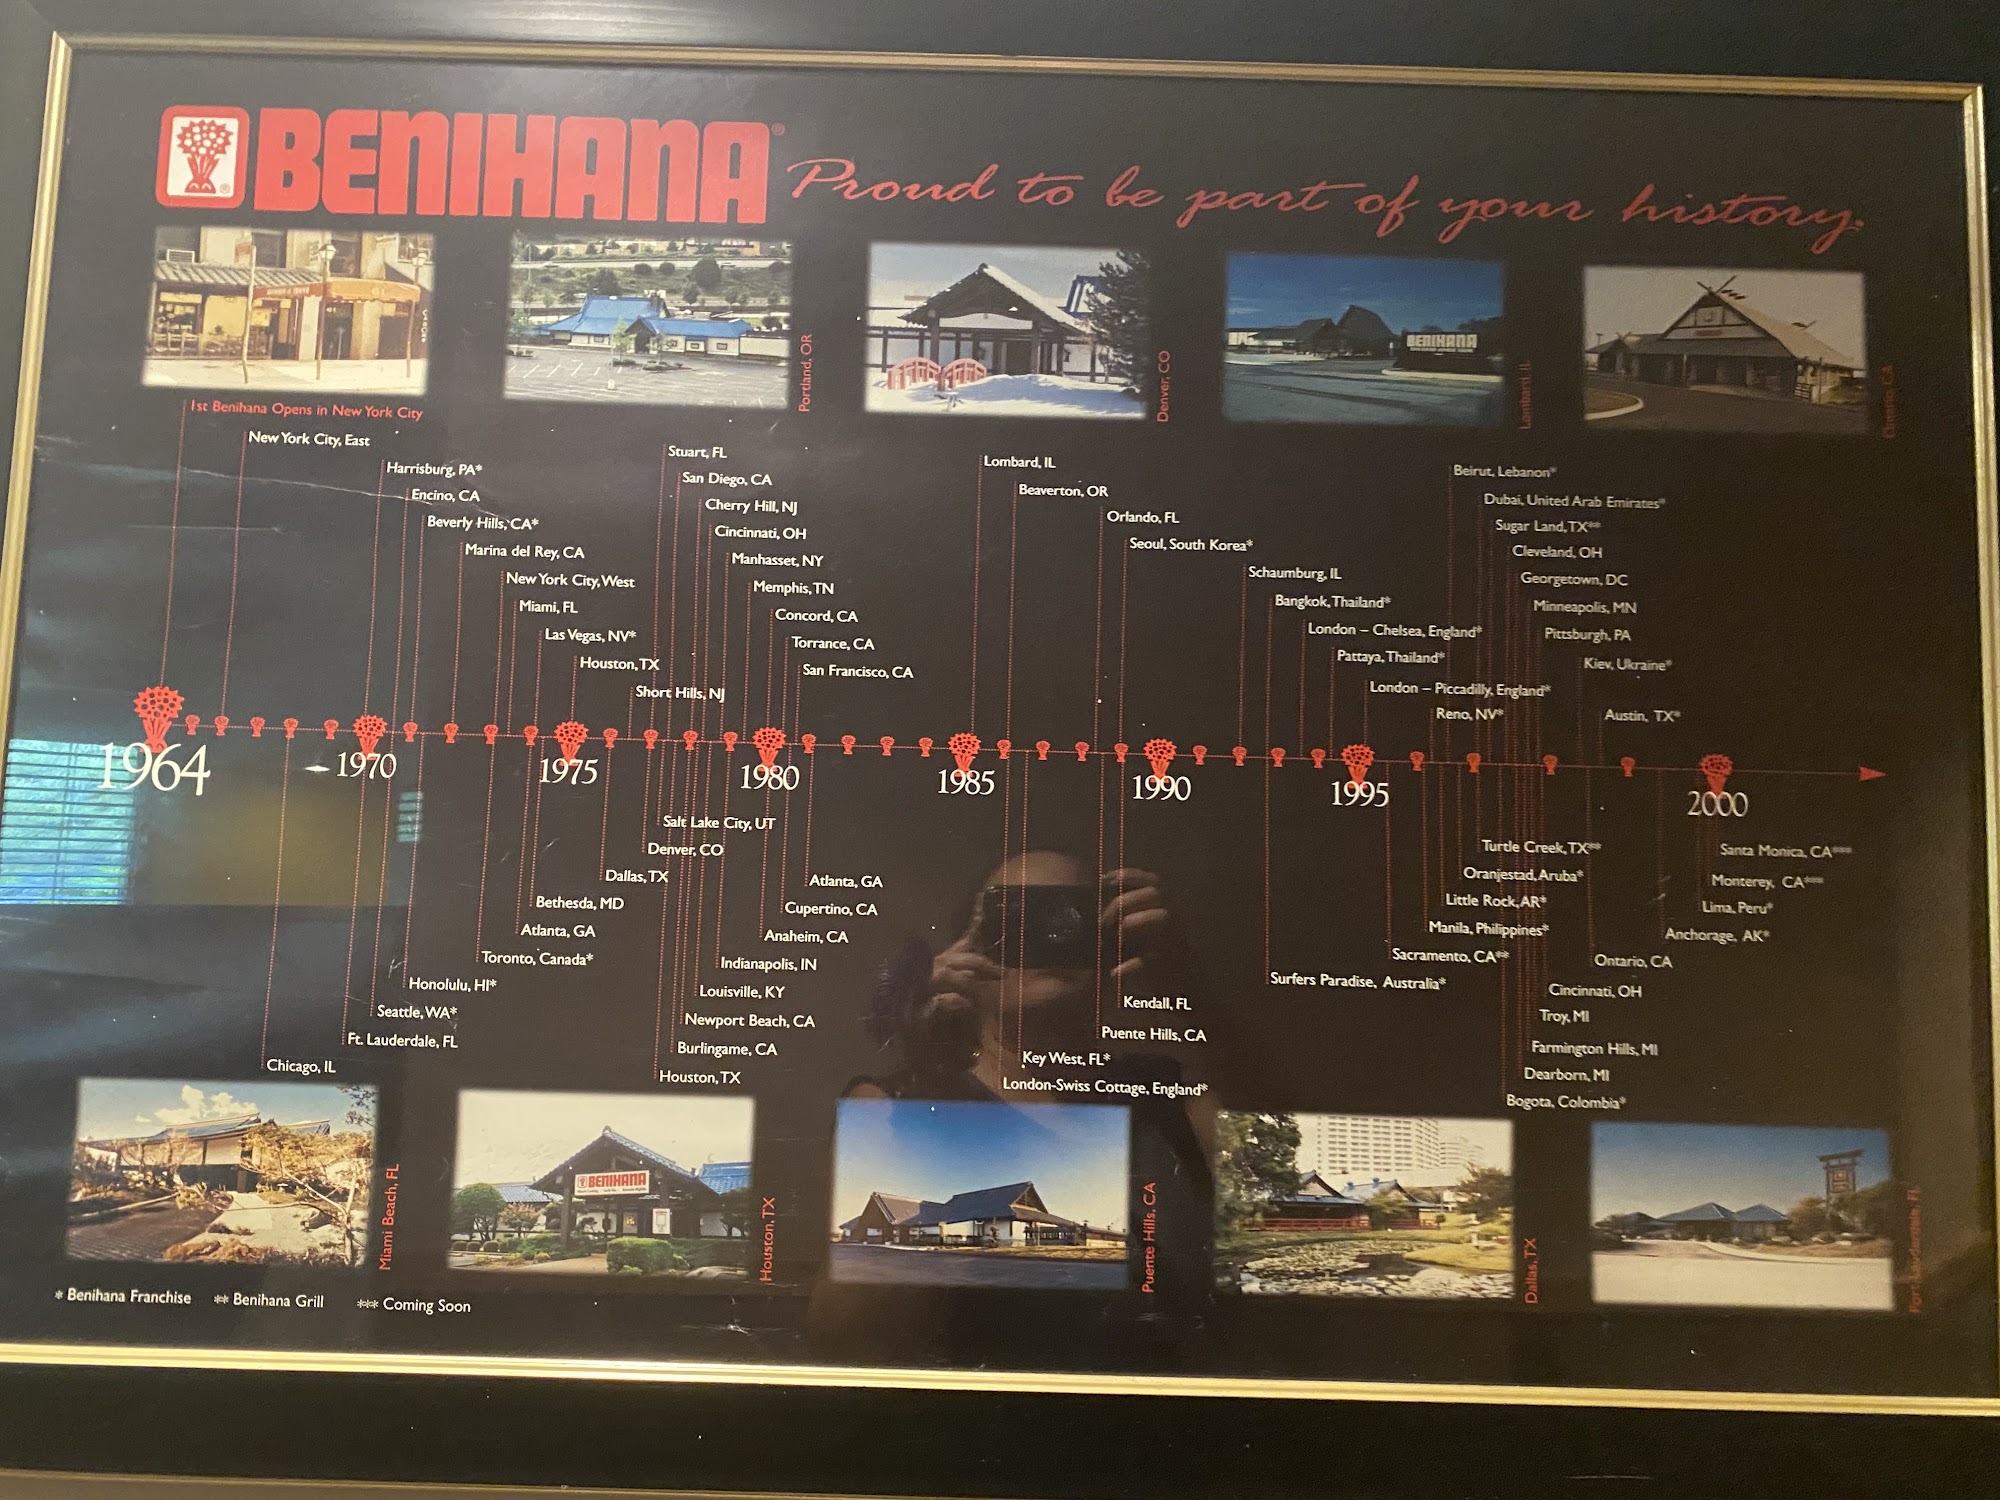 BENIHANA® Proud to be part of your history.
Portland, OR
Denver, CO
BENIHANA
Lombard, IL
Ontario, CA
1st Benihana Opens in New York City
New York City, East
Harrisburg, PA*
Encino, CA
Beverly Hills, CA*
Marina del Rey, CA
New York City, West
Miami, FL
Las Vegas, NV*
Houston, TX
Short Hills, NJ
Stuart, FL
San Diego, CA
Cherry Hill, NJ
Cincinnati, OH
Manhasset, NY
Memphis, TN
Concord, CA
Torrance, CA
San Francisco, CA
Lombard, IL
Beaverton, OR
Orlando, FL
Seoul, South Korea*
Schaumburg, IL
Bangkok, Thailand*
London – Chelsea, England*
Pattaya, Thailand*
London – Piccadilly, England*
Reno, NV*
Beirut, Lebanon*
Dubai, United Arab Emirates*
Sugar Land, TX**
Cleveland, OH
Georgetown, DC
Minneapolis, MN
Pittsburgh, PA
Kiev, Ukraine*
Austin, TX*
1964
1970
1975
1980
1985
1990
1995
2000
Chicago, IL
Ft. Lauderdale, FL
Seattle, WA*
Honolulu, HI*
Toronto, Canada*
Atlanta, GA
Bethesda, MD
Dallas, TX
Denver, CO
Salt Lake City, UT
Houston, TX
Burlingame, CA
Newport Beach, CA
Louisville, KY
Indianapolis, IN
Anaheim, CA
Cupertino, CA
Atlanta, GA
London-Swiss Cottage, England*
Key West, FL*
Puente Hills, CA
Kendall, FL
Surfers Paradise, Australia*
Sacramento, CA**
Manila, Philippines*
Little Rock, AR*
Oranjestad, Aruba*
Turtle Creek, TX**
Bogota, Colombia*
Dearborn, MI
Farmington Hills, MI
Troy, MI
Cincinnati, OH
Ontario, CA
Anchorage, AK*
Lima, Peru*
Monterey, CA***
Santa Monica, CA***
Miami Beach, FL
BENIHANA
Houston, TX
Puente Hills, CA
Dallas, TX
Fort Lauderdale, FL
* Benihana Franchise ** Benihana Grill *** Coming Soon